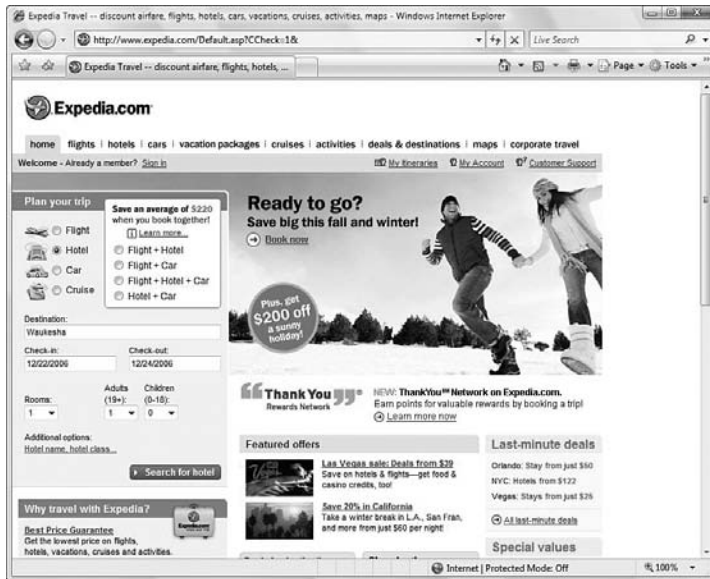 Expedia Travel -- discount airfare, flights, hotels, cars, vacations, cruises, activities, maps - Windows Internet Explorer
http://www.expedia.com/Default.asp?CCheck=1&
Live Search
Expedia Travel -- discount airfare, flights, hotels, ...
Page
Tools
Expedia.com
home flights hotels cars vacation packages cruises activities deals & destinations maps corporate travel
Welcome - Already a member? Sign in
My Itineraries My Account Customer Support
Plan your trip
Flight
Hotel
Car
Cruise
Save an average of $220
when you book together!
Learn more...
Flight + Hotel
Flight + Car
Flight + Hotel + Car
Hotel + Car
Destination:
Waukesha
Check-in: Check-out:
12/22/2006 12/24/2006
Adults Children
Rooms: (19+): (0-18):
1 1 0
Additional options:
Hotel name, hotel class...
Search for hotel
Why travel with Expedia?
Best Price Guarantee
Get the lowest price on flights,
hotels, vacations, cruises and activities.
Expedia.com
Ready to go?
Save big this fall and winter!
Book now
Plus, get
$200 off
a sunny
holiday!
ThankYou
Rewards Network
NEW: ThankYou℠ Network on Expedia.com.
Earn points for valuable rewards by booking a trip!
Learn more now
Featured offers
Las Vegas sale: Deals from $39
Save on hotels & flights—get food &
casino credits, too!
Save 20% in California
Take a winter break in L.A., San Fran,
and more from just $60 per night!
Last-minute deals
Orlando: Stay from just $50
NYC: Hotels from $122
Vegas: Stays from just $26
All last-minute deals
Special values
Internet | Protected Mode: Off
100%